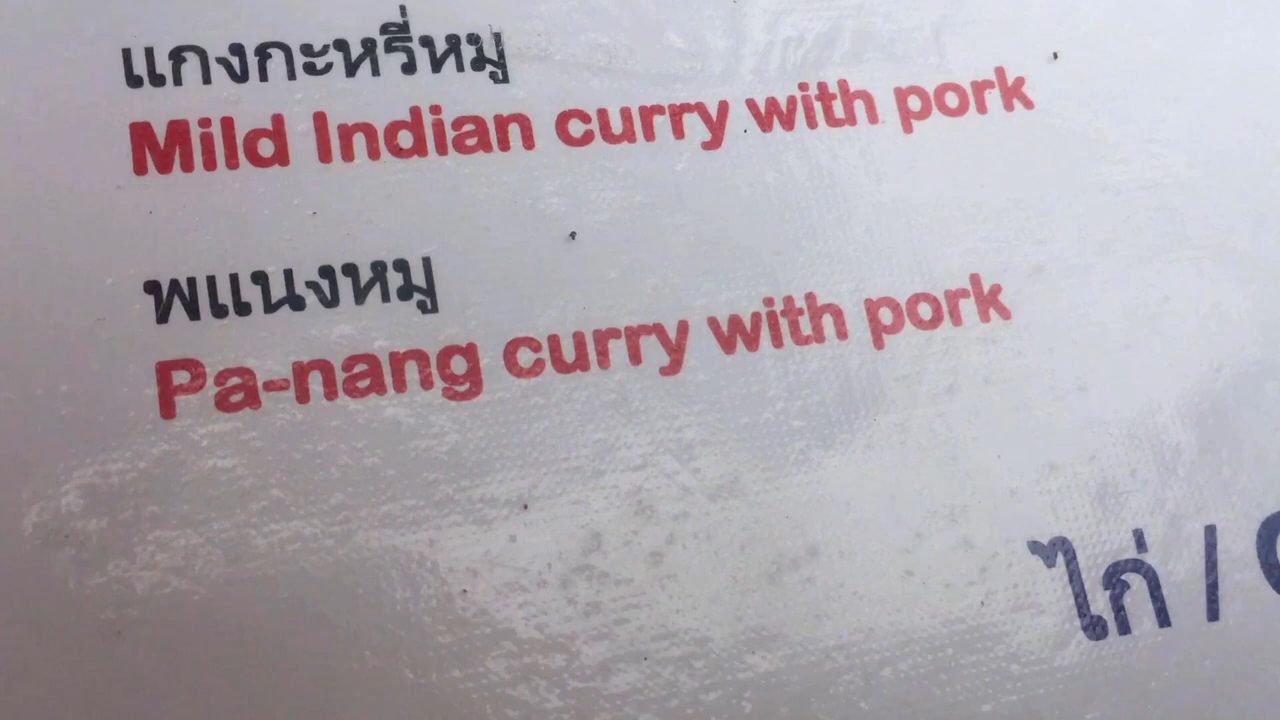 แกงกะหรี่หมู
Mild Indian curry with pork
พแนงหมู
Pa-nang curry with pork
ไก่ /